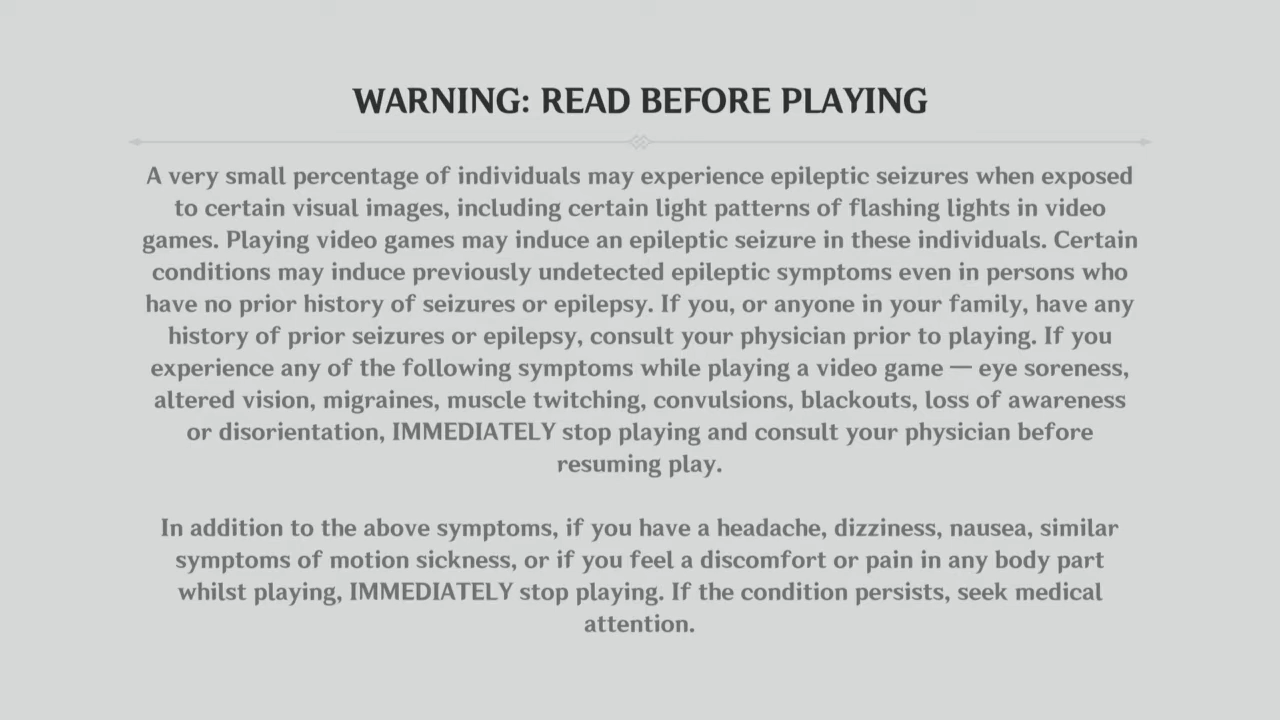 WARNING: READ BEFORE PLAYING
A very small percentage of individuals may experience epileptic seizures when exposed
to certain visual images, including certain light patterns of flashing lights in video
games. Playing video games may induce an epileptic seizure in these individuals. Certain
conditions may induce previously undetected epileptic symptoms even in persons who
have no prior history of seizures or epilepsy. If you, or anyone in your family, have any
history of prior seizures or epilepsy, consult your physician prior to playing. If you
experience any of the following symptoms while playing a video game — eye soreness,
altered vision, migraines, muscle twitching, convulsions, blackouts, loss of awareness
or disorientation, IMMEDIATELY stop playing and consult your physician before
resuming play.
In addition to the above symptoms, if you have a headache, dizziness, nausea, similar
symptoms of motion sickness, or if you feel a discomfort or pain in any body part
whilst playing, IMMEDIATELY stop playing. If the condition persists, seek medical
attention.